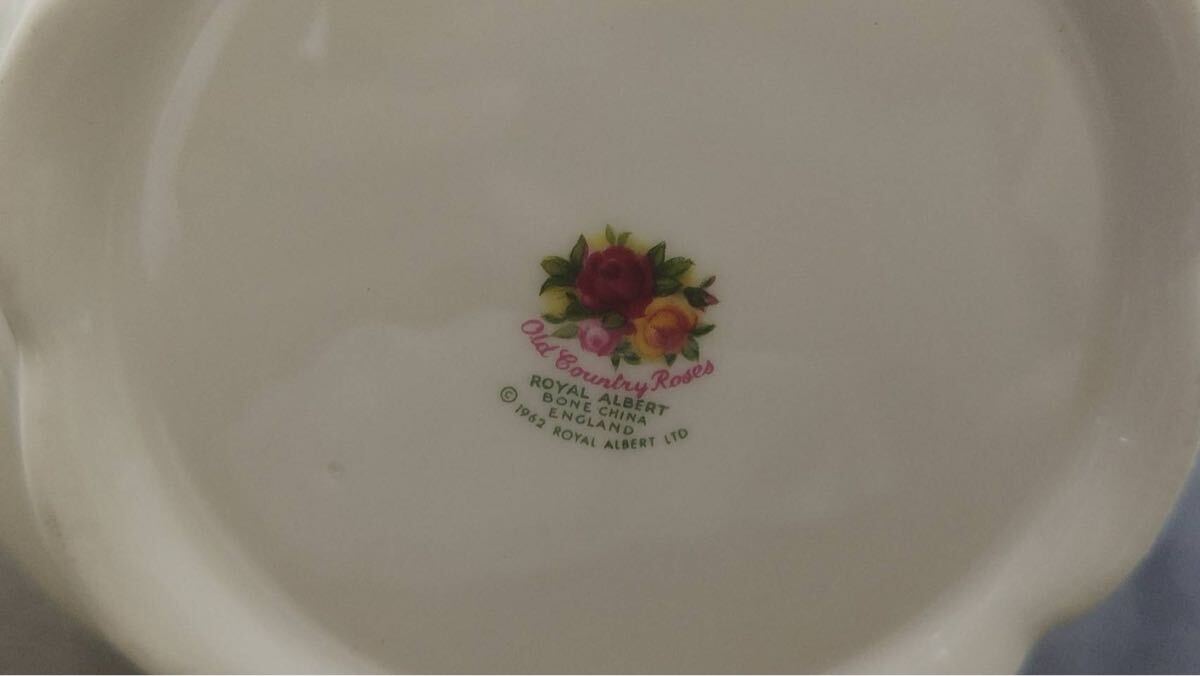 Old Country Roses
ROYAL ALBERT
BONE CHINA
ENGLAND
© 1962 ROYAL ALBERT LTD